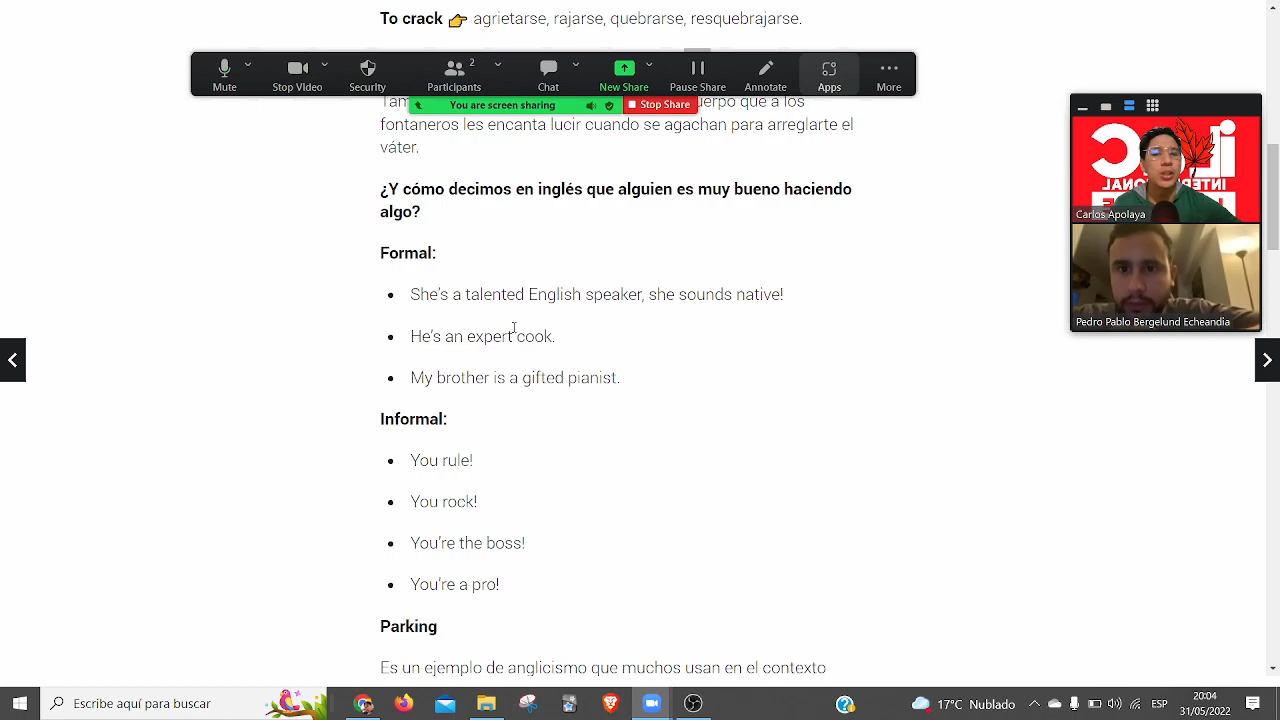 To crack 👉 agrietarse, rajarse, quebrarse, resquebrajarse.
2
Mute
Stop Video
Security
Participants
Chat
New Share
Pause Share
Annotate
Apps
More
You are screen sharing
Stop Share
uerpo que a los
fontaneros les encanta lucir cuando se agachan para arreglarte el
váter.
¿Y cómo decimos en inglés que alguien es muy bueno haciendo
algo?
Formal:
She's a talented English speaker, she sounds native!
He's an expert cook.
My brother is a gifted pianist.
Informal:
You rule!
You rock!
You're the boss!
You're a pro!
Parking
Es un ejemplo de anglicismo que muchos usan en el contexto
Carlos Apolaya
Pedro Pablo Bergelund Echeandia
Escribe aquí para buscar
17°C Nublado
ESP
20:04
31/05/2022